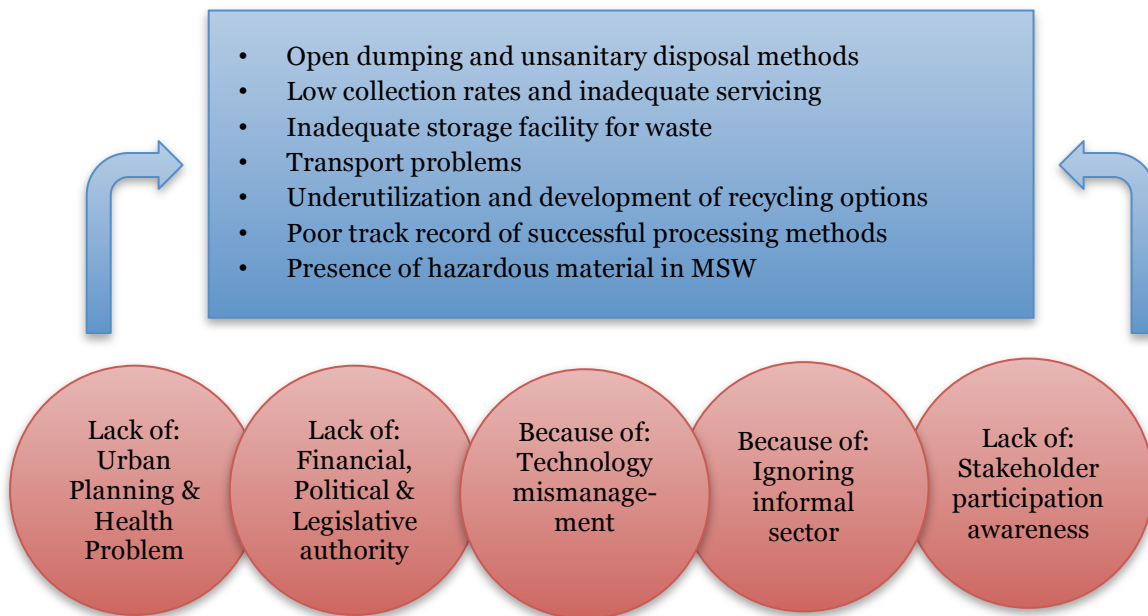 • Open dumping and unsanitary disposal methods
• Low collection rates and inadequate servicing
• Inadequate storage facility for waste
• Transport problems
• Underutilization and development of recycling options
• Poor track record of successful processing methods
• Presence of hazardous material in MSW
Lack of:
Urban
Planning &
Health
Problem
Lack of:
Financial,
Political &
Legislative
authority
Because of:
Technology
mismanage-
ment
Because of:
Ignoring
informal
sector
Lack of:
Stakeholder
participation
awareness